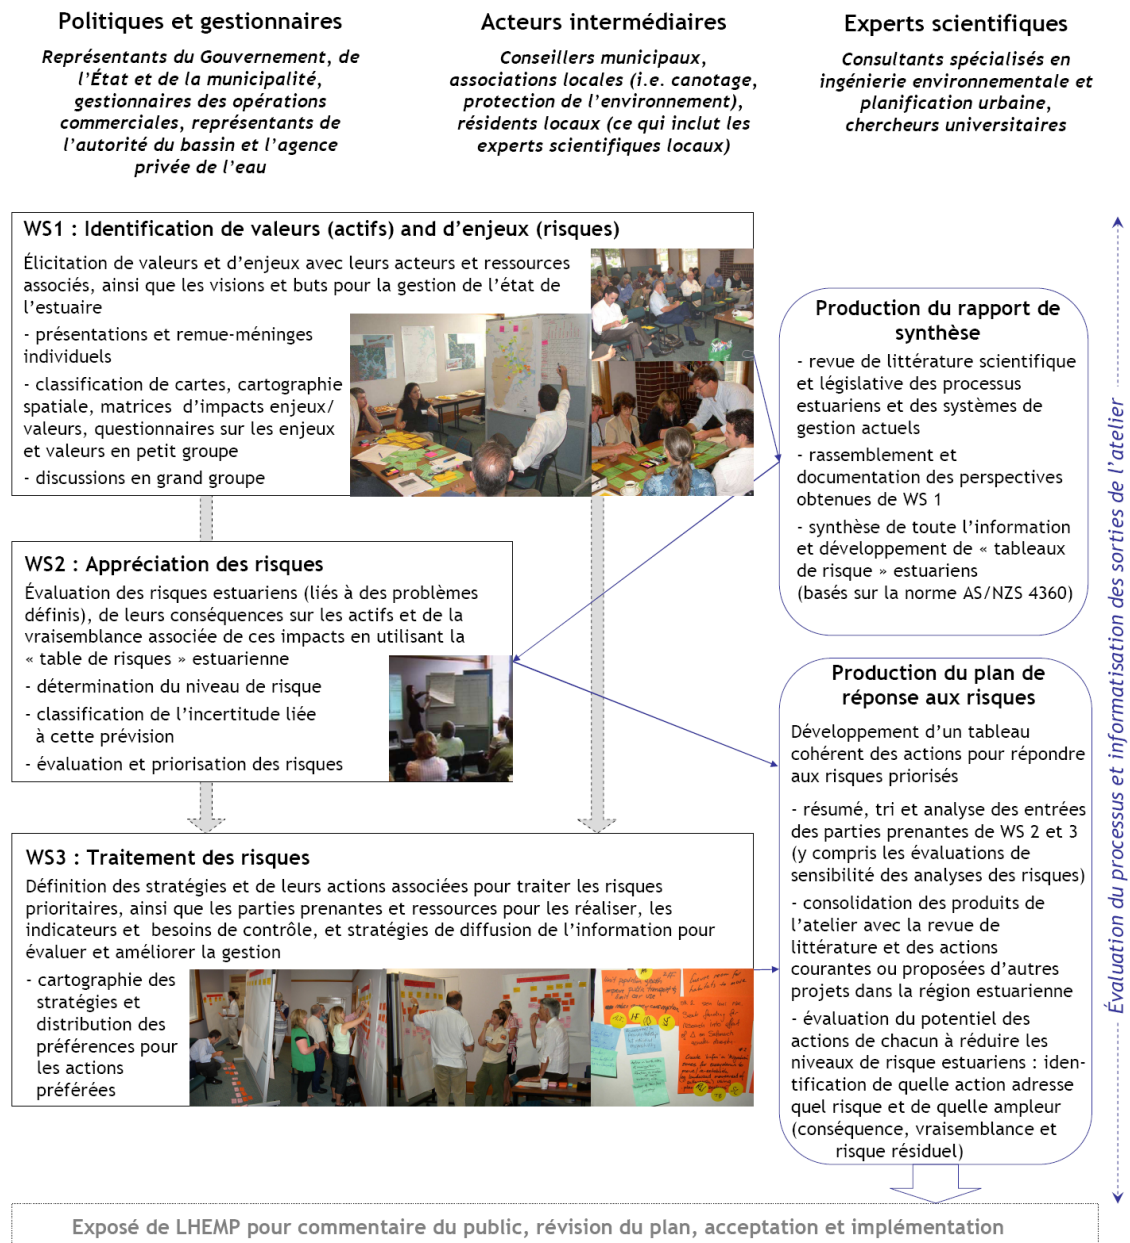 Politiques et gestionnaires
Représentants du Gouvernement, de
l’État et de la municipalité,
gestionnaires des opérations
commerciales, représentants de
l’autorité du bassin et l’agence
privée de l’eau
Acteurs intermédiaires
Conseillers municipaux,
associations locales (i.e. canotage,
protection de l’environnement),
résidents locaux (ce qui inclut les
experts scientifiques locaux)
Experts scientifiques
Consultants spécialisés en
ingénierie environnementale et
planification urbaine,
chercheurs universitaires
WS1 : Identification de valeurs (actifs) and d’enjeux (risques)
Élicitation de valeurs et d’enjeux avec leurs acteurs et ressources
associés, ainsi que les visions et buts pour la gestion de l’état de
l’estuaire
- présentations et remue-méninges
individuels
- classification de cartes, cartographie
spatiale, matrices d’impacts enjeux/
valeurs, questionnaires sur les enjeux
et valeurs en petit groupe
- discussions en grand groupe
Production du rapport de
synthèse
- revue de littérature scientifique
et législative des processus
estuariens et des systèmes de
gestion actuels
- rassemblement et
documentation des perspectives
obtenues de WS 1
- synthèse de toute l’information
et développement de « tableaux
de risque » estuariens
(basés sur la norme AS/NZS 4360)
WS2 : Appréciation des risques
Évaluation des risques estuariens (liés à des problèmes
définis), de leurs conséquences sur les actifs et de la
vraisemblance associée de ces impacts en utilisant la
« table de risques » estuarienne
- détermination du niveau de risque
- classification de l’incertitude liée
à cette prévision
- évaluation et priorisation des risques
Production du plan de
réponse aux risques
Développement d’un tableau
cohérent des actions pour répondre
aux risques priorisés
- résumé, tri et analyse des entrées
des parties prenantes de WS 2 et 3
(y compris les évaluations de
sensibilité des analyses des risques)
- consolidation des produits de
l’atelier avec la revue de
littérature et des actions
courantes ou proposées d’autres
projets dans la région estuarienne
- évaluation du potentiel des
actions de chacun à réduire les
niveaux de risque estuariens : iden-
tification de quelle action adresse
quel risque et de quelle ampleur
(conséquence, vraisemblance et
risque résiduel)
WS3 : Traitement des risques
Définition des stratégies et de leurs actions associées pour traiter les risques
prioritaires, ainsi que les parties prenantes et ressources pour les réaliser, les
indicateurs et besoins de contrôle, et stratégies de diffusion de l’information pour
évaluer et améliorer la gestion
- cartographie des
stratégies et
distribution des
préférences pour
les actions
préférées
Évaluation du processus et informatisation des sorties de l’atelier
Exposé de LHEMP pour commentaire du public, révision du plan, acceptation et implémentation